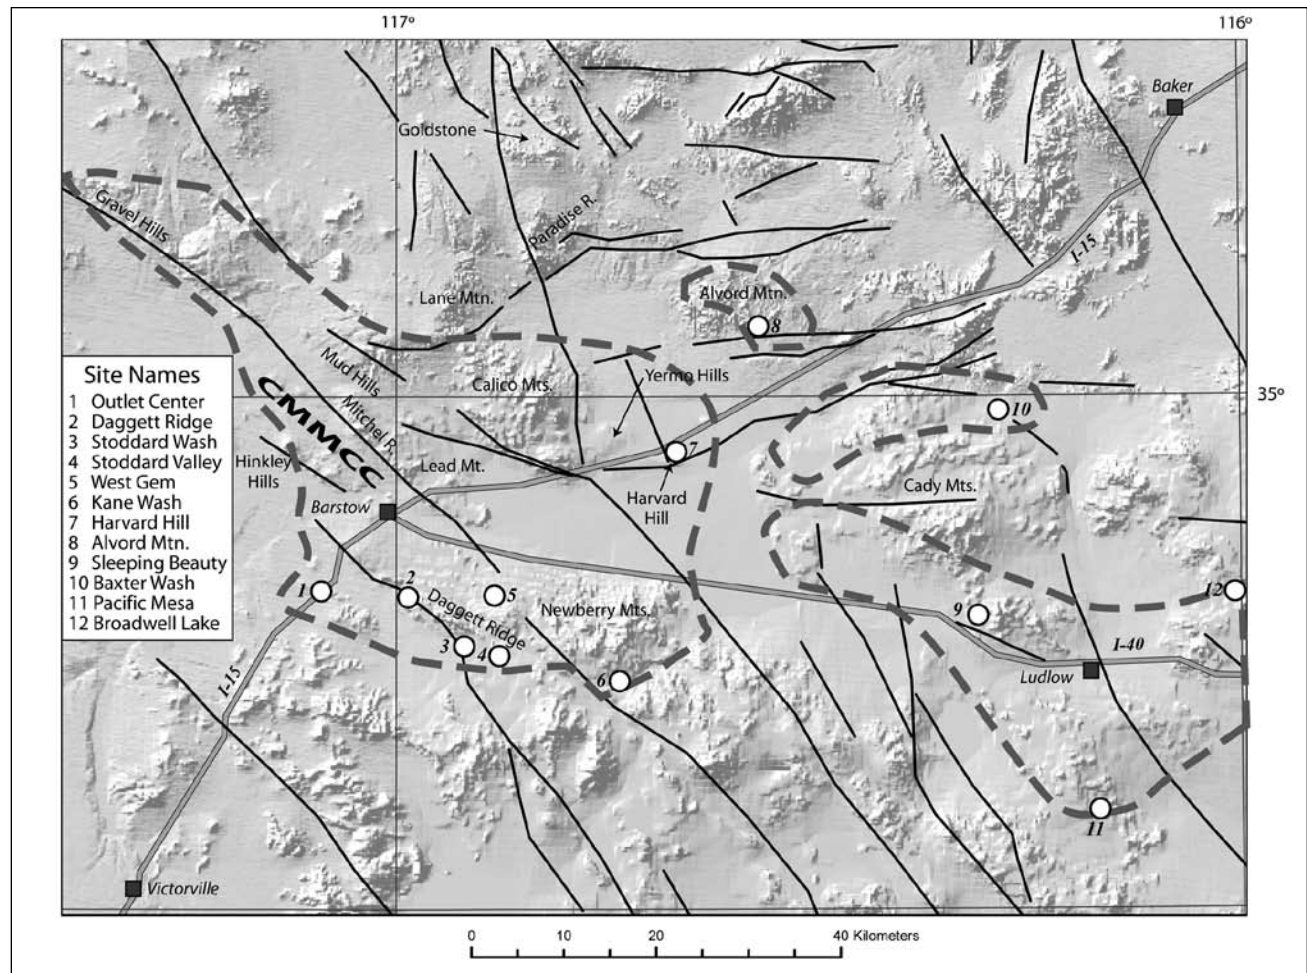 117º
116º
Baker
Goldstone
Gravel Hills
Paradise R.
I-15
Lane Mtn.
Alvord Mtn.
8
Mud Hills
Calico Mts.
Yermo Hills
35º
Site Names
1 Outlet Center
2 Daggett Ridge
3 Stoddard Wash
4 Stoddard Valley
5 West Gem
6 Kane Wash
7 Harvard Hill
8 Alvord Mtn.
9 Sleeping Beauty
10 Baxter Wash
11 Pacific Mesa
12 Broadwell Lake
CMMCC
Mitchel R.
10
7
Hinkley
Hills
Lead Mt.
Cady Mts.
Harvard
Hill
Barstow
1
2
5
Daggett Ridge
Newberry Mts.
12
9
3
4
6
I-40
Ludlow
I-15
11
Victorville
0 10 20 40 Kilometers